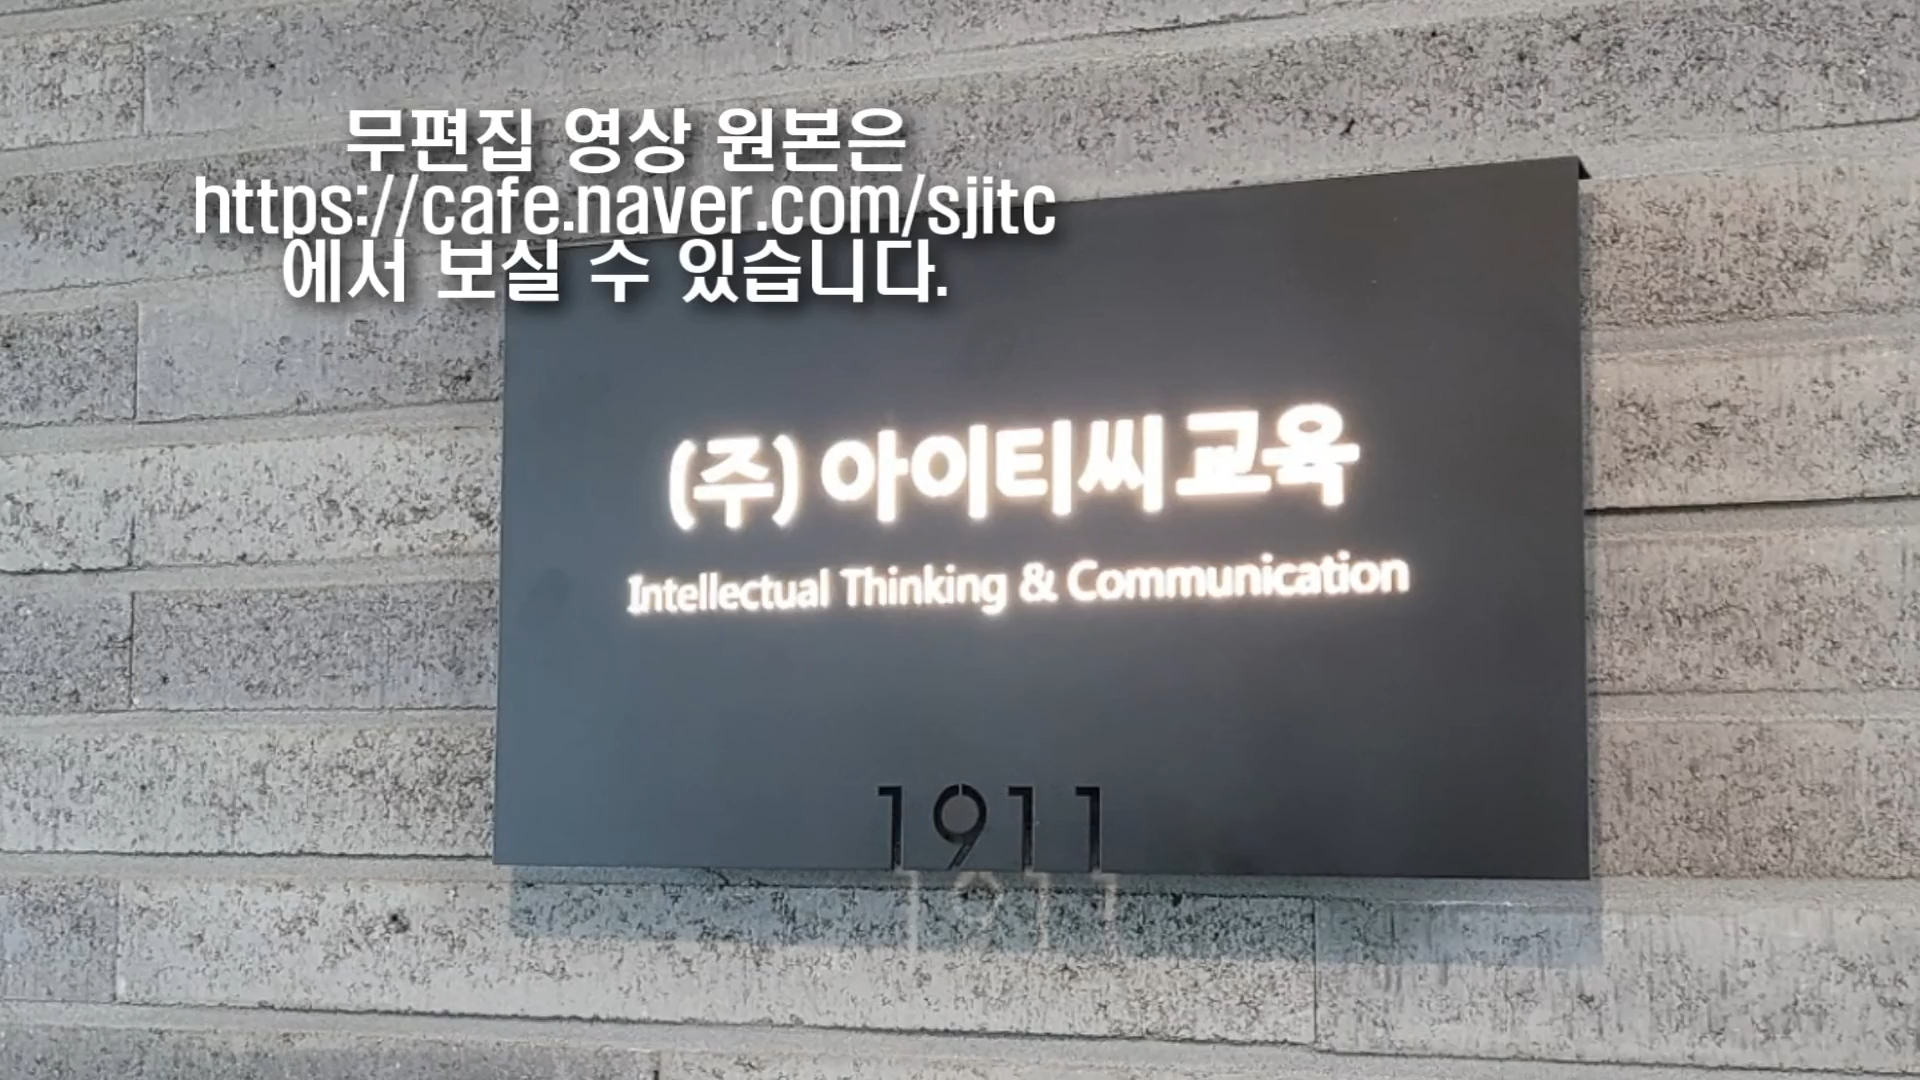 무편집 영상 원본은
https://cafe.naver.com/sjitc
에서 보실 수 있습니다.
(주) 아이티씨교육
Intellectual Thinking & Communication
1911